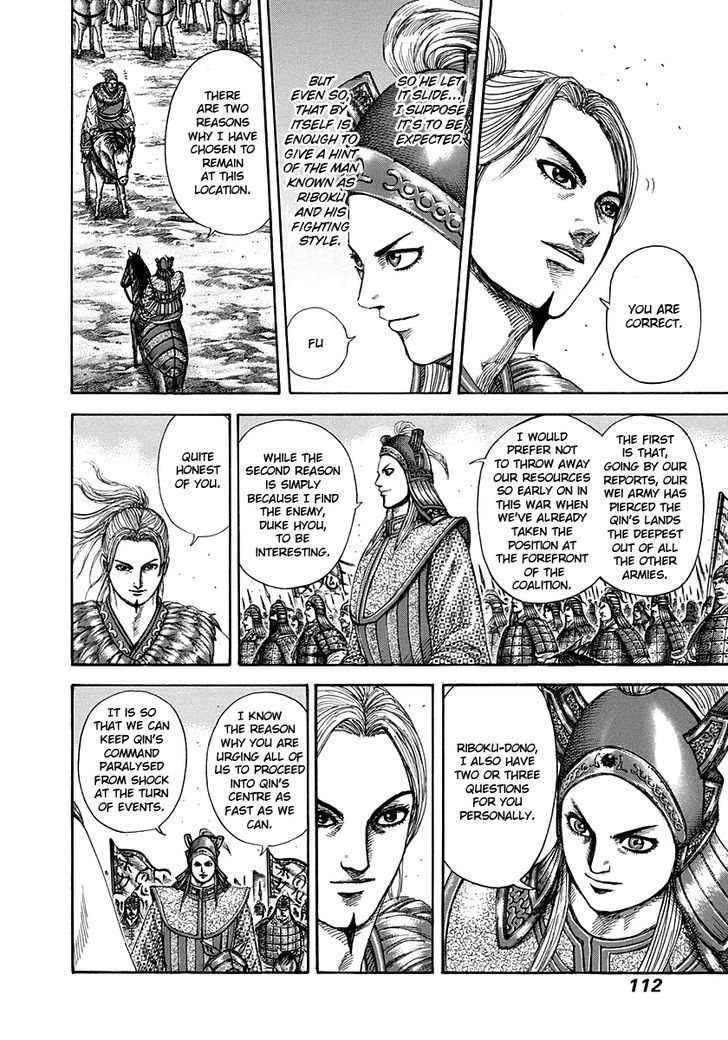 YOU ARE
CORRECT.
SO HE LET
IT SLIDE...
I SUPPOSE
IT'S TO BE
EXPECTED.
BUT
EVEN SO,
THAT BY
ITSELF IS
ENOUGH TO
GIVE A HINT
OF THE MAN
KNOWN AS
RIBOKU
AND HIS
FIGHTING
STYLE.
FU
THERE
ARE TWO
REASONS
WHY I HAVE
CHOSEN TO
REMAIN
AT THIS
LOCATION.
THE FIRST
IS THAT,
GOING BY OUR
REPORTS, OUR
WEI ARMY HAS
PIERCED THE
QIN'S LANDS
THE DEEPEST
OUT OF ALL
THE OTHER
ARMIES.
I WOULD
PREFER NOT
TO THROW AWAY
OUR RESOURCES
SO EARLY ON IN
THIS WAR WHEN
WE'VE ALREADY
TAKEN THE
POSITION AT
THE FOREFRONT
OF THE
COALITION.
WHILE THE
SECOND REASON
IS SIMPLY
BECAUSE I FIND
THE ENEMY,
DUKE HYOU,
TO BE
INTERESTING.
QUITE
HONEST
OF YOU.
RIBOKU-DONO,
I ALSO HAVE
TWO OR THREE
QUESTIONS
FOR YOU
PERSONALLY.
I KNOW
THE REASON
WHY YOU ARE
URGING ALL OF
US TO PROCEED
INTO QIN'S
CENTRE AS
FAST AS WE
CAN.
IT IS SO
THAT WE CAN
KEEP QIN'S
COMMAND
PARALYSED
FROM SHOCK
AT THE TURN
OF EVENTS.
112